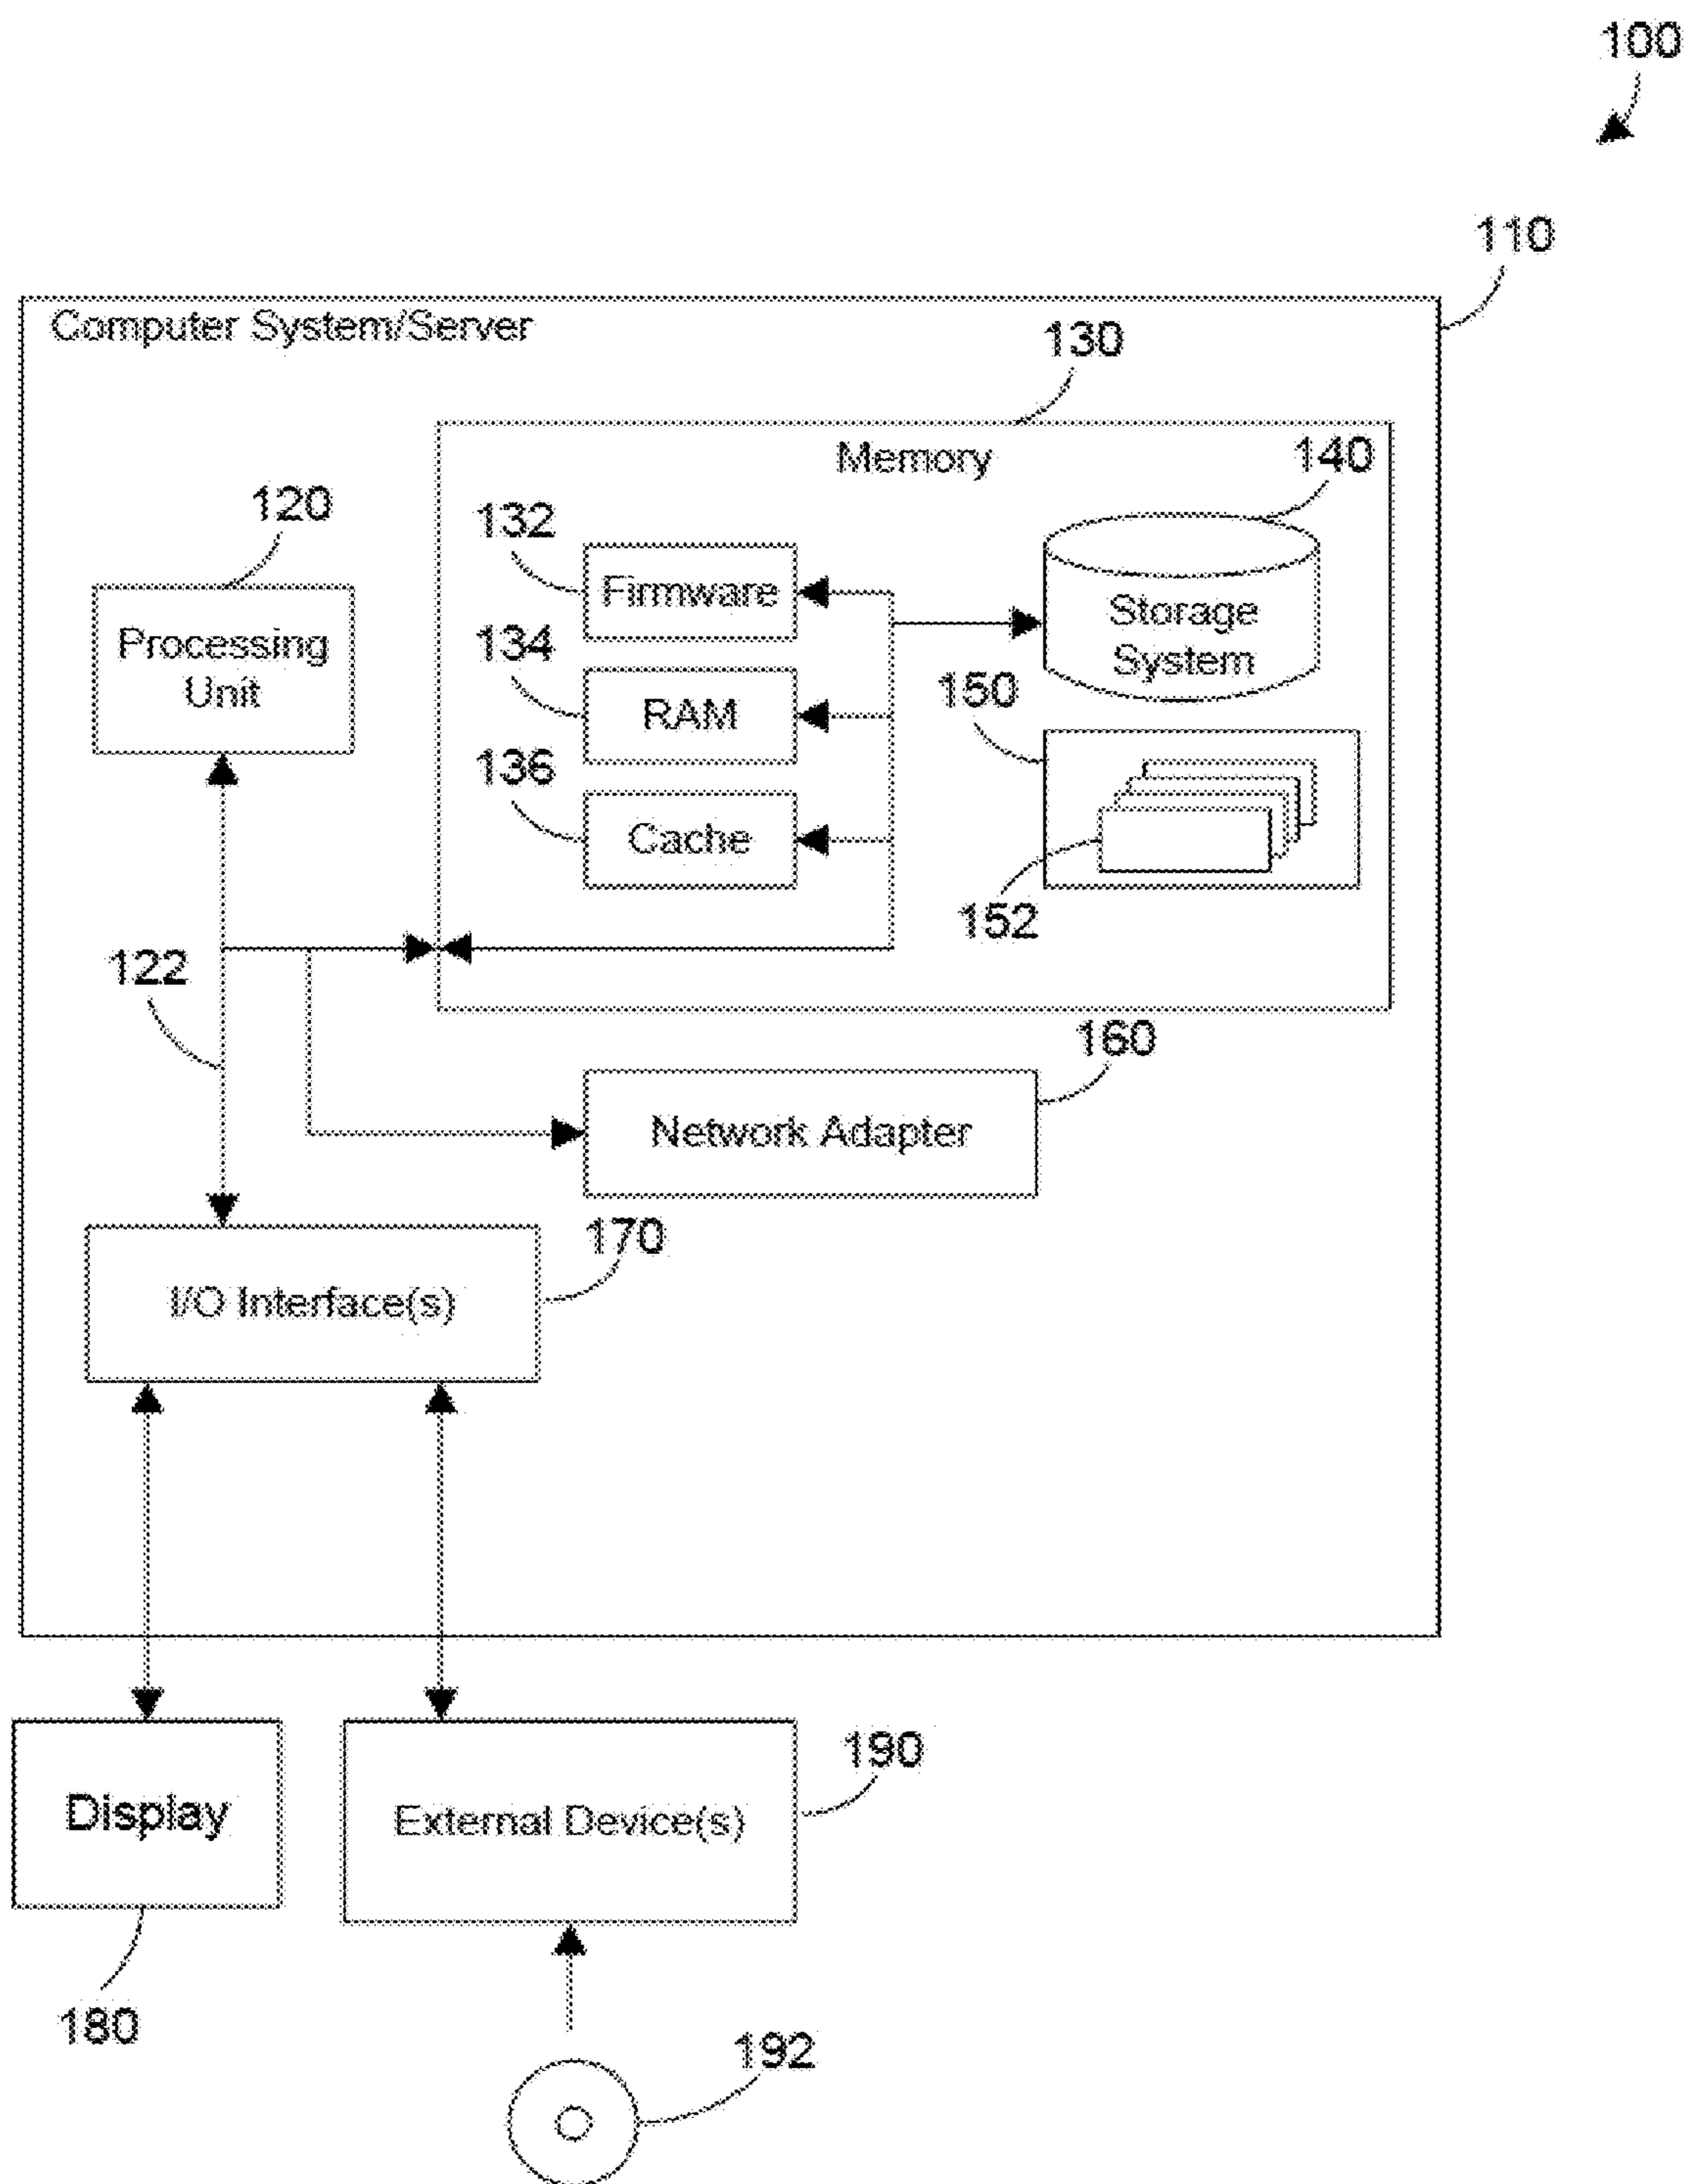 100
110
Computer System/Server
130
Memory
140
120
132
Firmware
Processing
Unit
134
RAM
Storage
System
150
136
Cache
152
122
160
Network Adapter
170
I/O Interface(s)
190
Display
External Device(s)
180
192